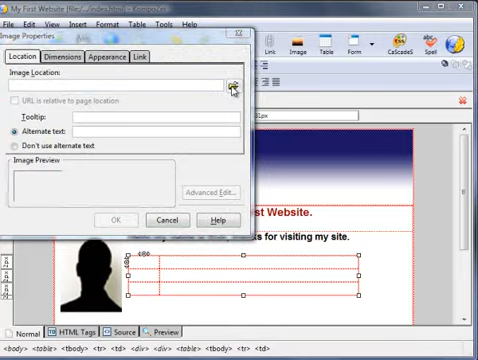 My First Website [file:/
Edit View Insert Format Table Tools Help
Image Properties
Link Image Table Form CaScadeS Spell
Location Dimensions Appearance Link
Image Location:
URL is relative to page location
Tooltip:
Alternate text:
Don't use alternate text
Image Preview
Advanced Edit...
OK Cancel Help
rst Website.
ks for visiting my site.
Normal HTML Tags Source Preview
<body> <table> <tbody> <tr> <td> <div> <div> <table> <tbody> <tr> <td>